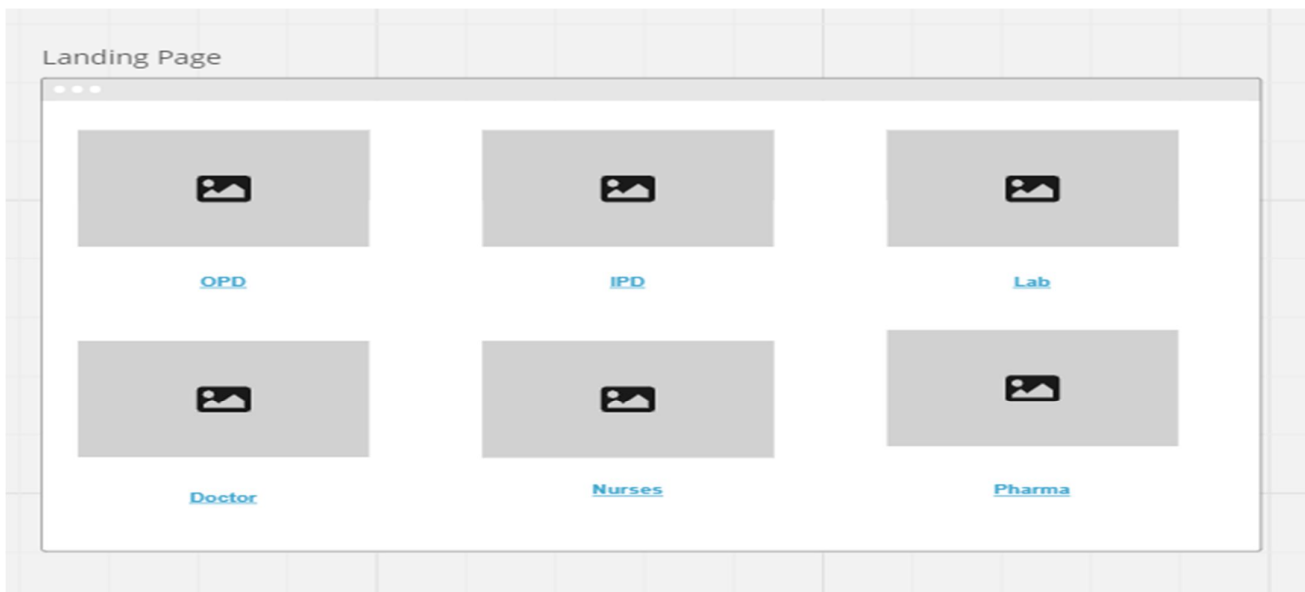 Landing Page
OPD
IPD
Lab
Doctor
Nurses
Pharma